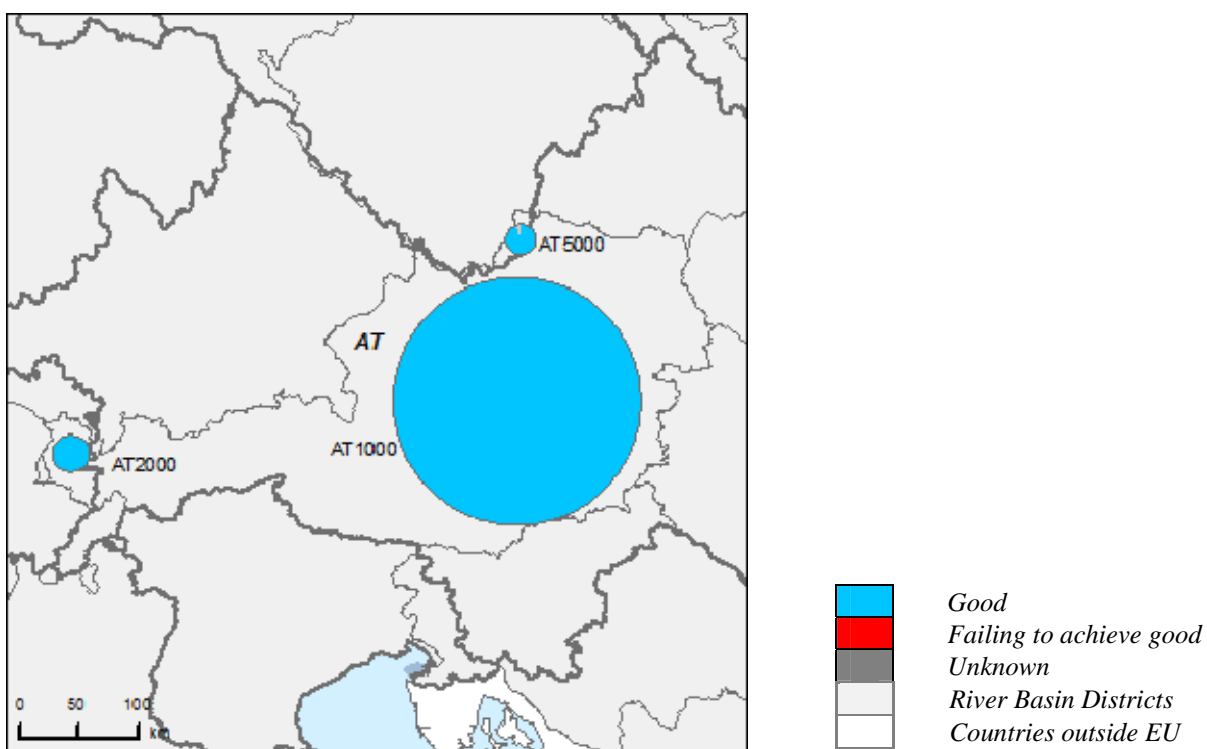 AT5000
AT
AT1000
AT2000
0 50 100
km
Good
Failing to achieve good
Unknown
River Basin Districts
Countries outside EU